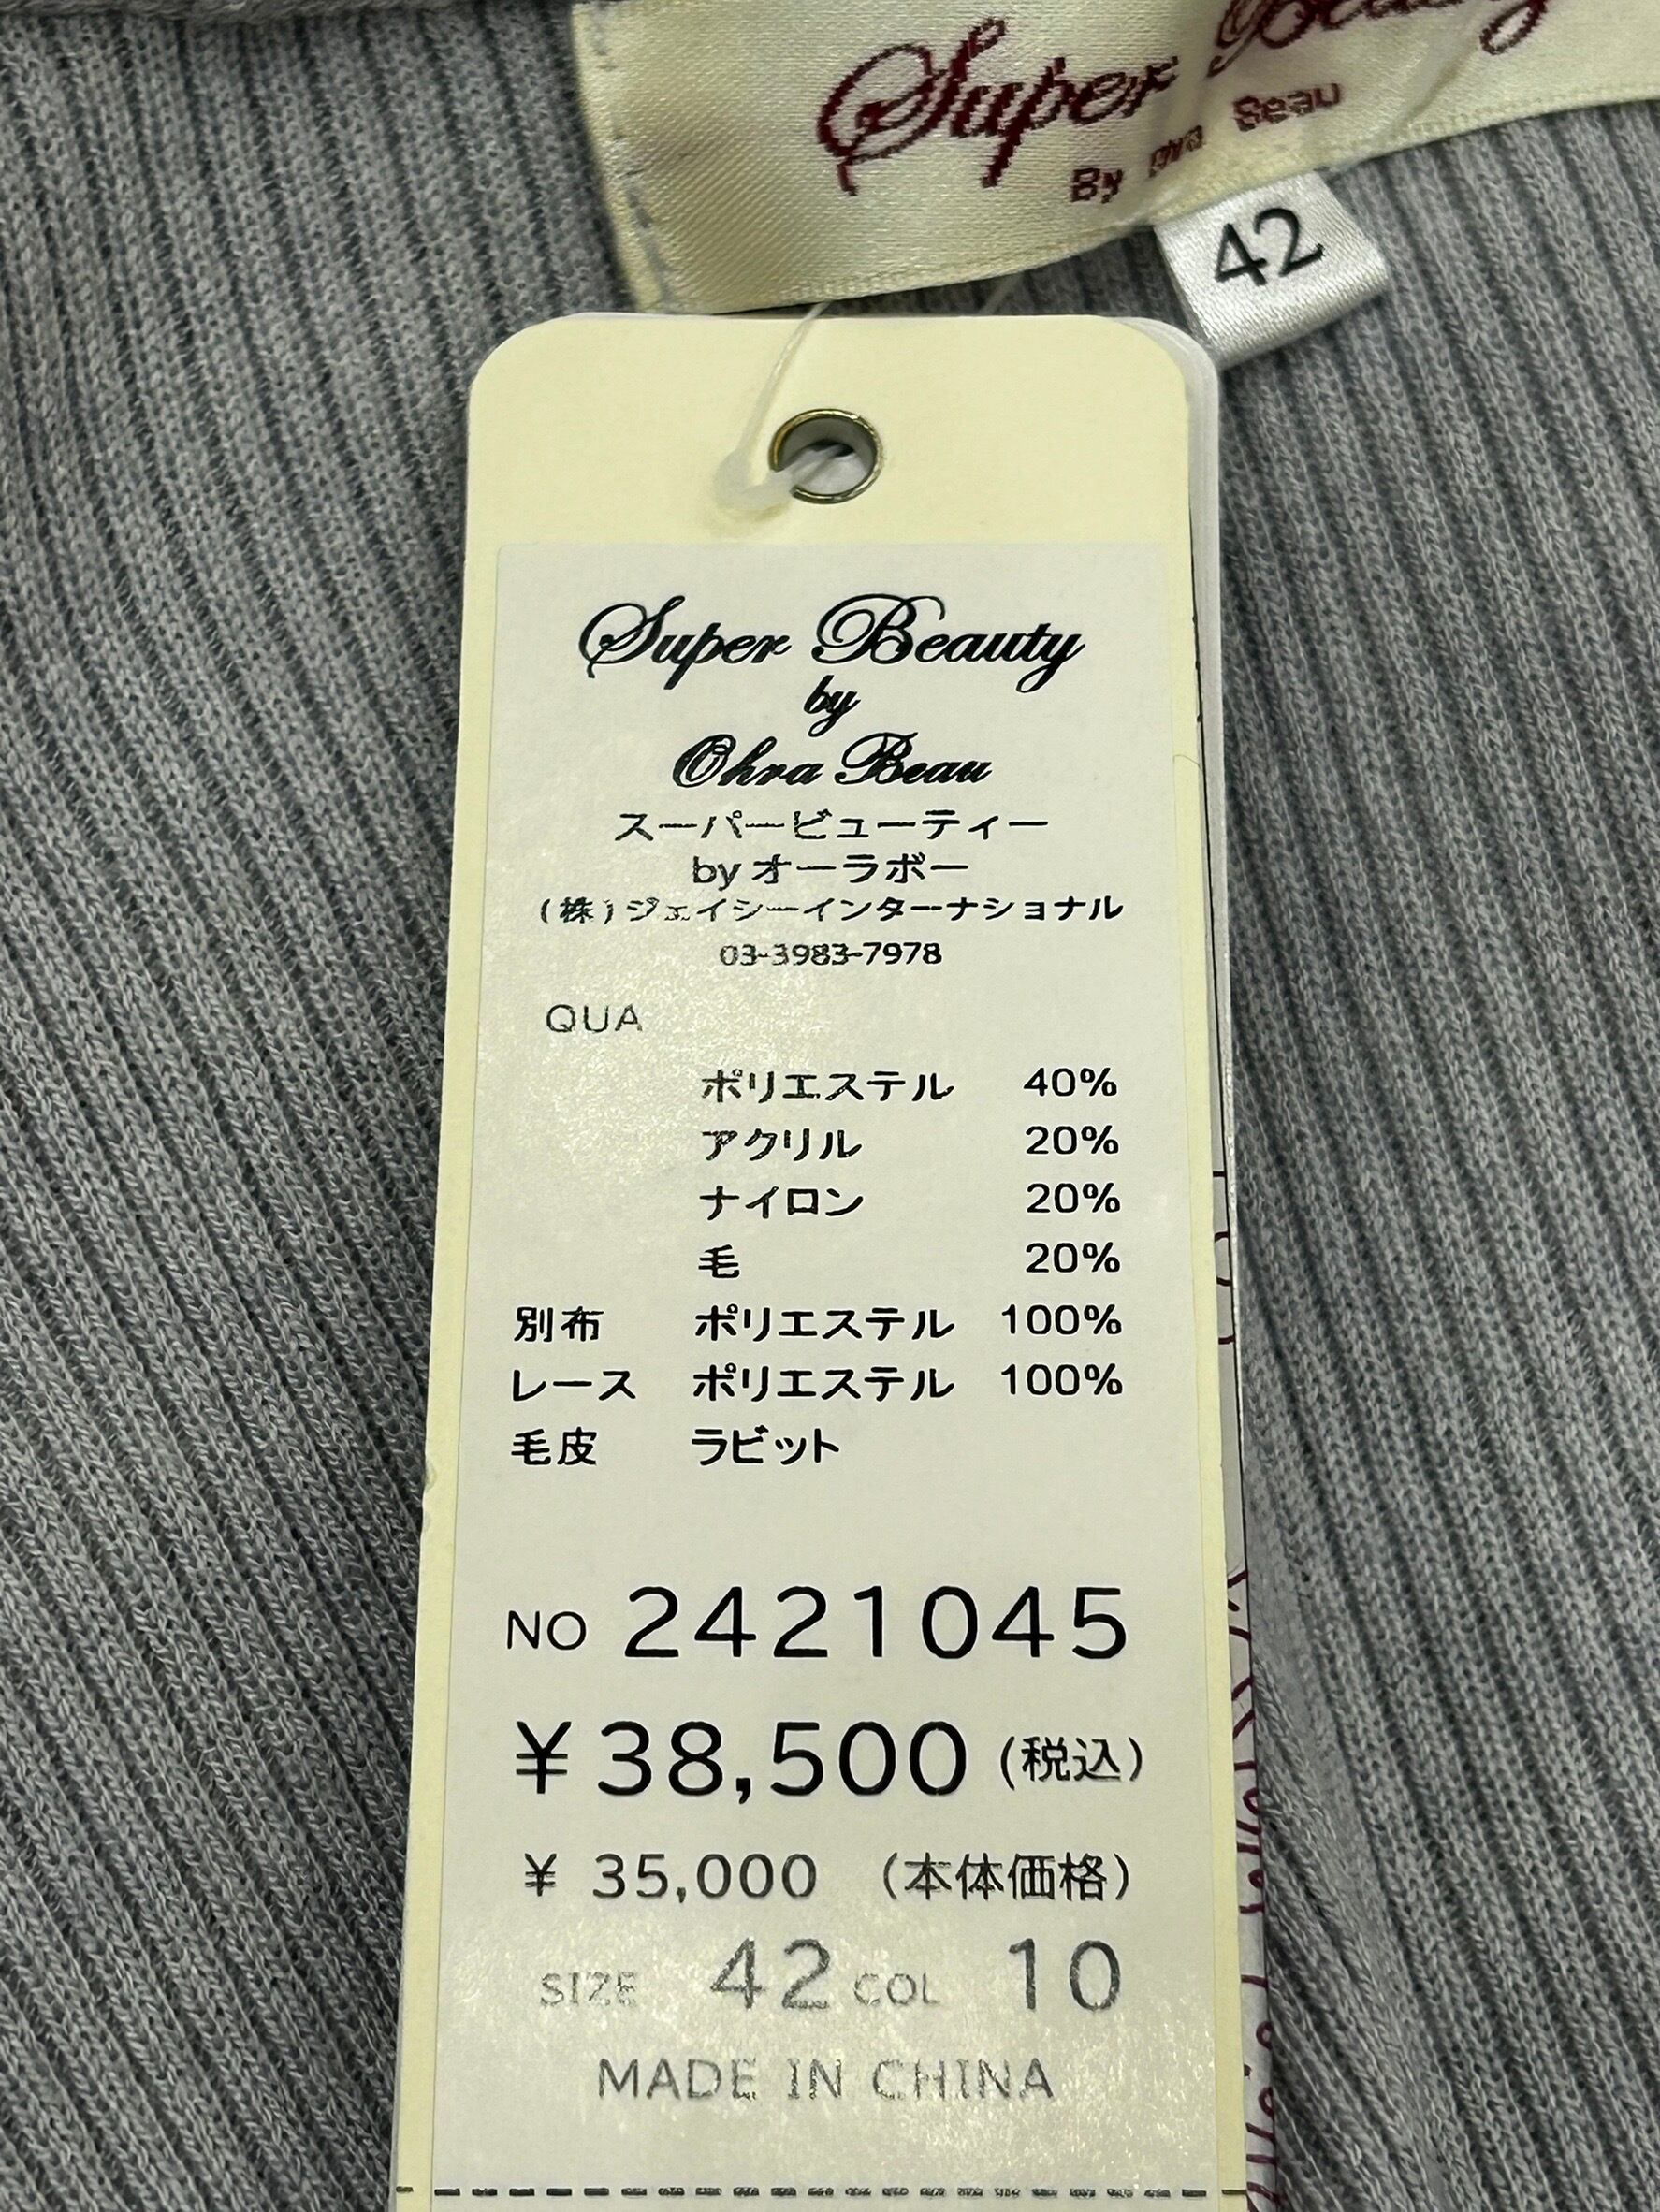 Super Beauty
By Beau
42
Super Beauty
by
Ohra Beau
スーパービューティー
by オーラボー
(株)ジェイシーインターナショナル
03-3983-7978
QUA
ポリエステル 40%
アクリル 20%
ナイロン 20%
毛 20%
別布 ポリエステル 100%
レース ポリエステル 100%
毛皮 ラビット
NO 2421045
¥38,500 (税込)
¥ 35,000 (本体価格)
SIZE 42 COL 10
MADE IN CHINA